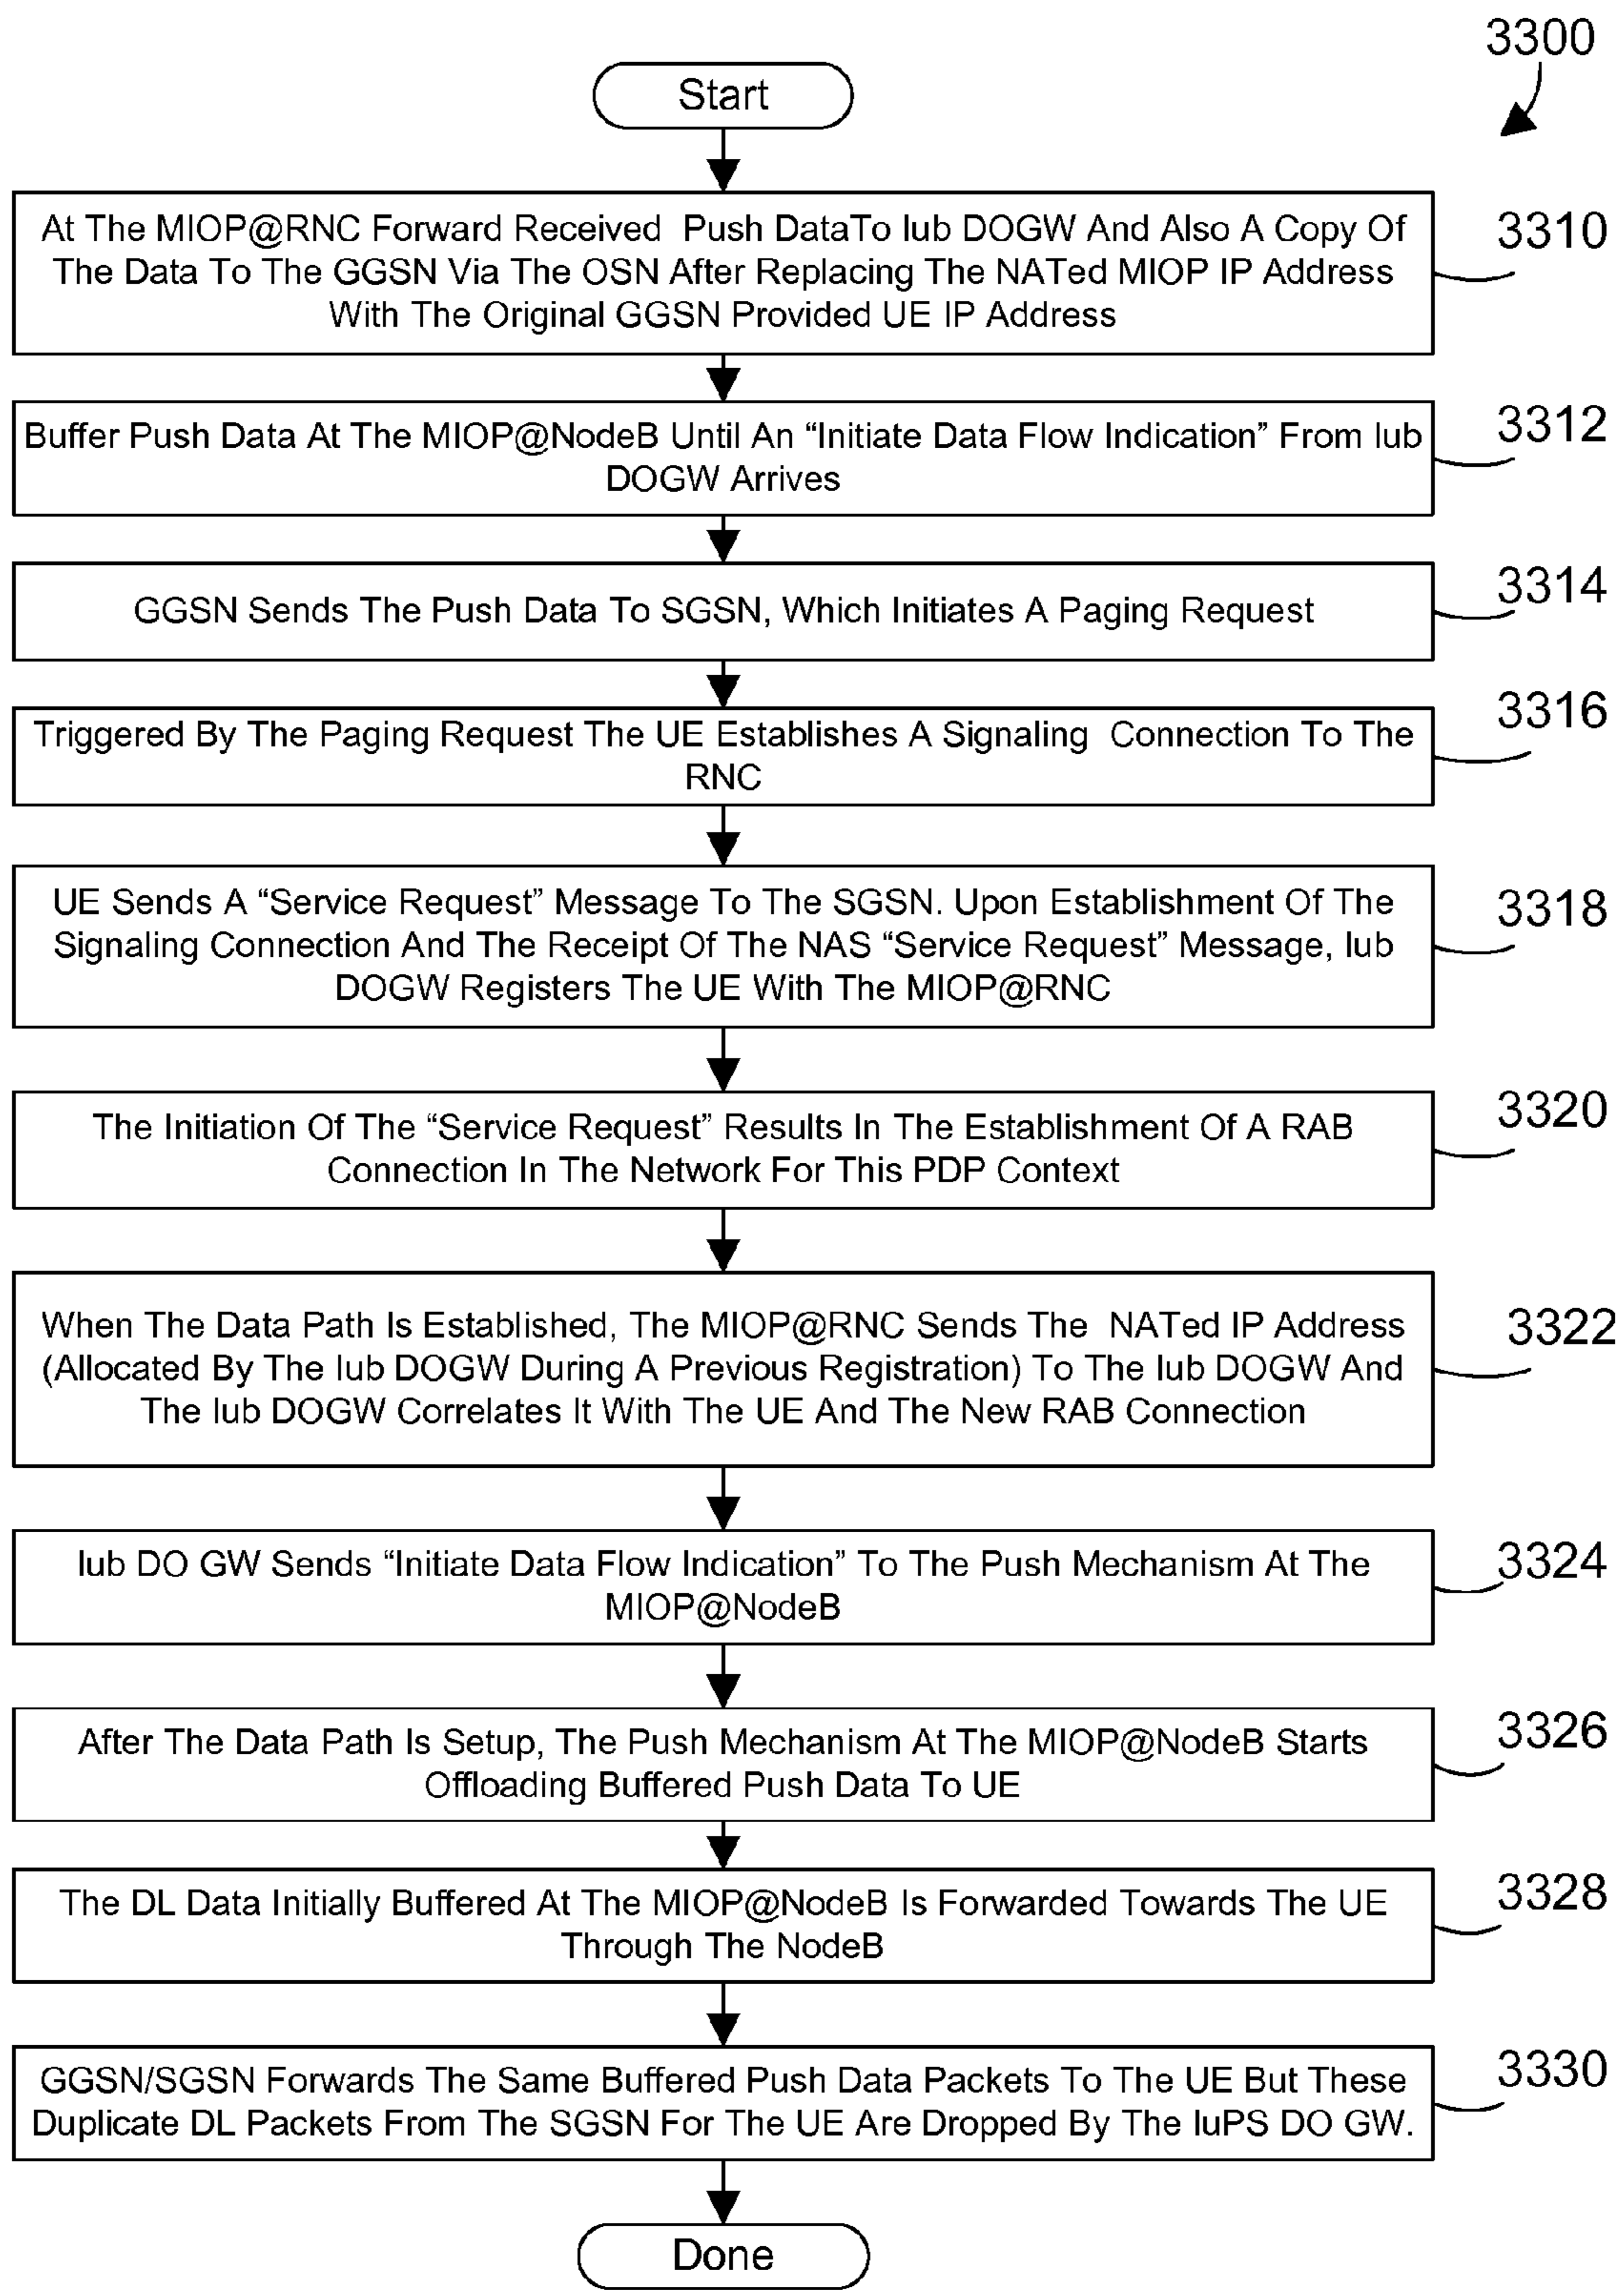 3300
Start
At The MIOP@RNC Forward Received Push DataTo Iub DOGW And Also A Copy Of
The Data To The GGSN Via The OSN After Replacing The NATed MIOP IP Address
With The Original GGSN Provided UE IP Address
3310
Buffer Push Data At The MIOP@NodeB Until An “Initiate Data Flow Indication” From Iub
DOGW Arrives
3312
GGSN Sends The Push Data To SGSN, Which Initiates A Paging Request
3314
Triggered By The Paging Request The UE Establishes A Signaling Connection To The
RNC
3316
UE Sends A “Service Request” Message To The SGSN. Upon Establishment Of The
Signaling Connection And The Receipt Of The NAS “Service Request” Message, Iub
DOGW Registers The UE With The MIOP@RNC
3318
The Initiation Of The “Service Request” Results In The Establishment Of A RAB
Connection In The Network For This PDP Context
3320
When The Data Path Is Established, The MIOP@RNC Sends The NATed IP Address
(Allocated By The Iub DOGW During A Previous Registration) To The Iub DOGW And
The Iub DOGW Correlates It With The UE And The New RAB Connection
3322
Iub DO GW Sends “Initiate Data Flow Indication” To The Push Mechanism At The
MIOP@NodeB
3324
After The Data Path Is Setup, The Push Mechanism At The MIOP@NodeB Starts
Offloading Buffered Push Data To UE
3326
The DL Data Initially Buffered At The MIOP@NodeB Is Forwarded Towards The UE
Through The NodeB
3328
GGSN/SGSN Forwards The Same Buffered Push Data Packets To The UE But These
Duplicate DL Packets From The SGSN For The UE Are Dropped By The IuPS DO GW.
3330
Done